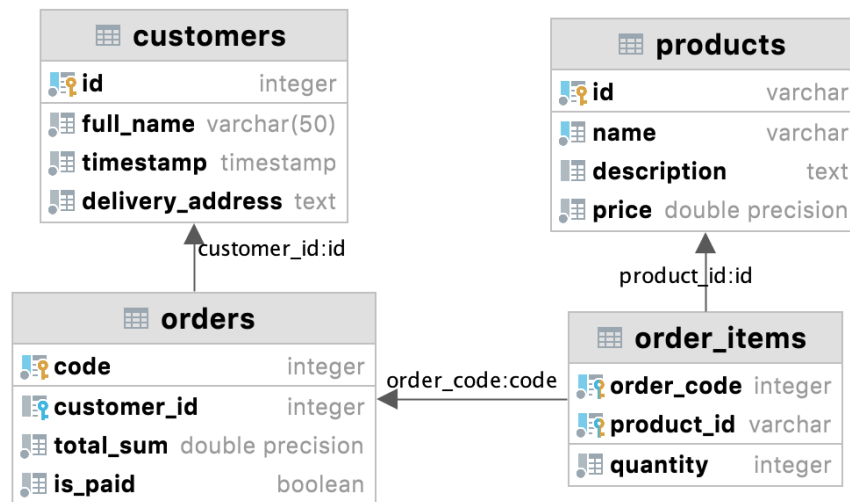 customers
id integer
full_name varchar(50)
timestamp timestamp
delivery_address text
products
id varchar
name varchar
description text
price double precision
customer_id:id
product_id:id
orders
code integer
customer_id integer
total_sum double precision
is_paid boolean
order_code:code
order_items
order_code integer
product_id varchar
quantity integer